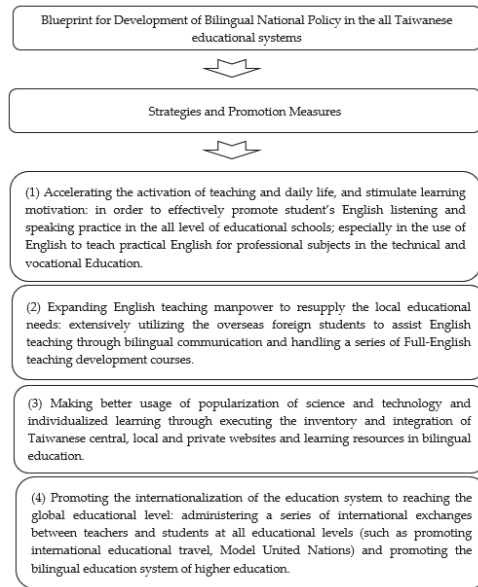 Blueprint for Development of Bilingual National Policy in the all Taiwanese
educational systems
Strategies and Promotion Measures
(1) Accelerating the activation of teaching and daily life, and stimulate learning
motivation: in order to effectively promote student's English listening and
speaking practice in the all level of educational schools; especially in the use of
English to teach practical English for professional subjects in the technical and
vocational Education.
(2) Expanding English teaching manpower to resupply the local educational
needs: extensively utilizing the overseas foreign students to assist English
teaching through bilingual communication and handling a series of Full-English
teaching development courses.
(3) Making better usage of popularization of science and technology and
individualized learning through executing the inventory and integration of
Taiwanese central, local and private websites and learning resources in bilingual
education.
(4) Promoting the internationalization of the education system to reaching the
global educational level: administering a series of international exchanges
between teachers and students at all educational levels (such as promoting
international educational travel, Model United Nations) and promoting the
bilingual education system of higher education.